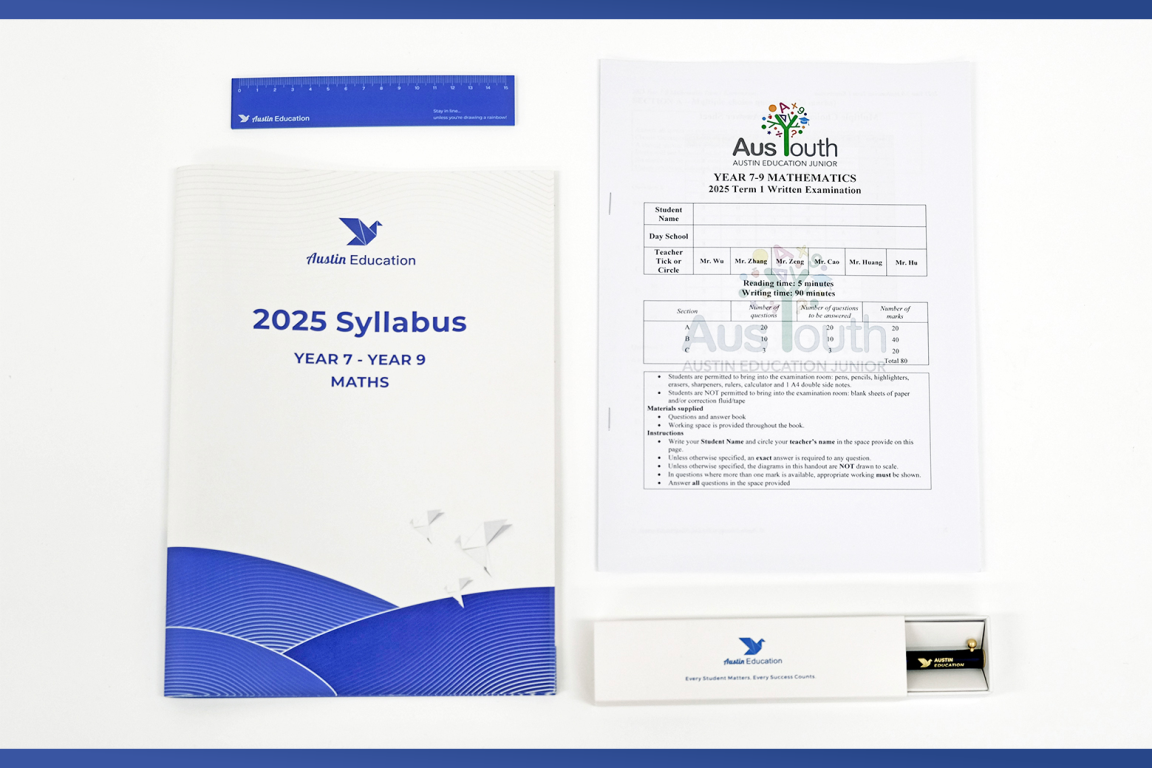 0 1 2 3 4 5 6 7 8 9 10 11 12 13 14 15
Austin Education
Stay in line...
unless you're drawing a rainbow!
Austin Education
2025 Syllabus
YEAR 7 - YEAR 9
MATHS
AusYouth
AUSTIN EDUCATION JUNIOR
YEAR 7-9 MATHEMATICS
2025 Term 1 Written Examination
Student Name
Day School
Teacher Tick or Circle Mr. Wu Mr. Zhang Mr. Zeng Mr. Cao Mr. Huang Mr. Hu
Reading time: 5 minutes
Writing time: 90 minutes
Section Number of questions Number of questions to be answered Number of marks
A 20 20 20
B 10 10 40
C 3 3 20
Total 80
AusYouth
AUSTIN EDUCATION JUNIOR
• Students are permitted to bring into the examination room: pens, pencils, highlighters,
erasers, sharpeners, rulers, calculator and 1 A4 double side notes.
• Students are NOT permitted to bring into the examination room: blank sheets of paper
and/or correction fluid/tape
Materials supplied
• Questions and answer book
• Working space is provided throughout the book.
Instructions
• Write your Student Name and circle your teacher's name in the space provide on this
page.
• Unless otherwise specified, an exact answer is required to any question.
• Unless otherwise specified, the diagrams in this handout are NOT drawn to scale.
• In questions where more than one mark is available, appropriate working must be shown.
• Answer all questions in the space provided
Austin Education
Every Student Matters. Every Success Counts.
AUSTIN
EDUCATION